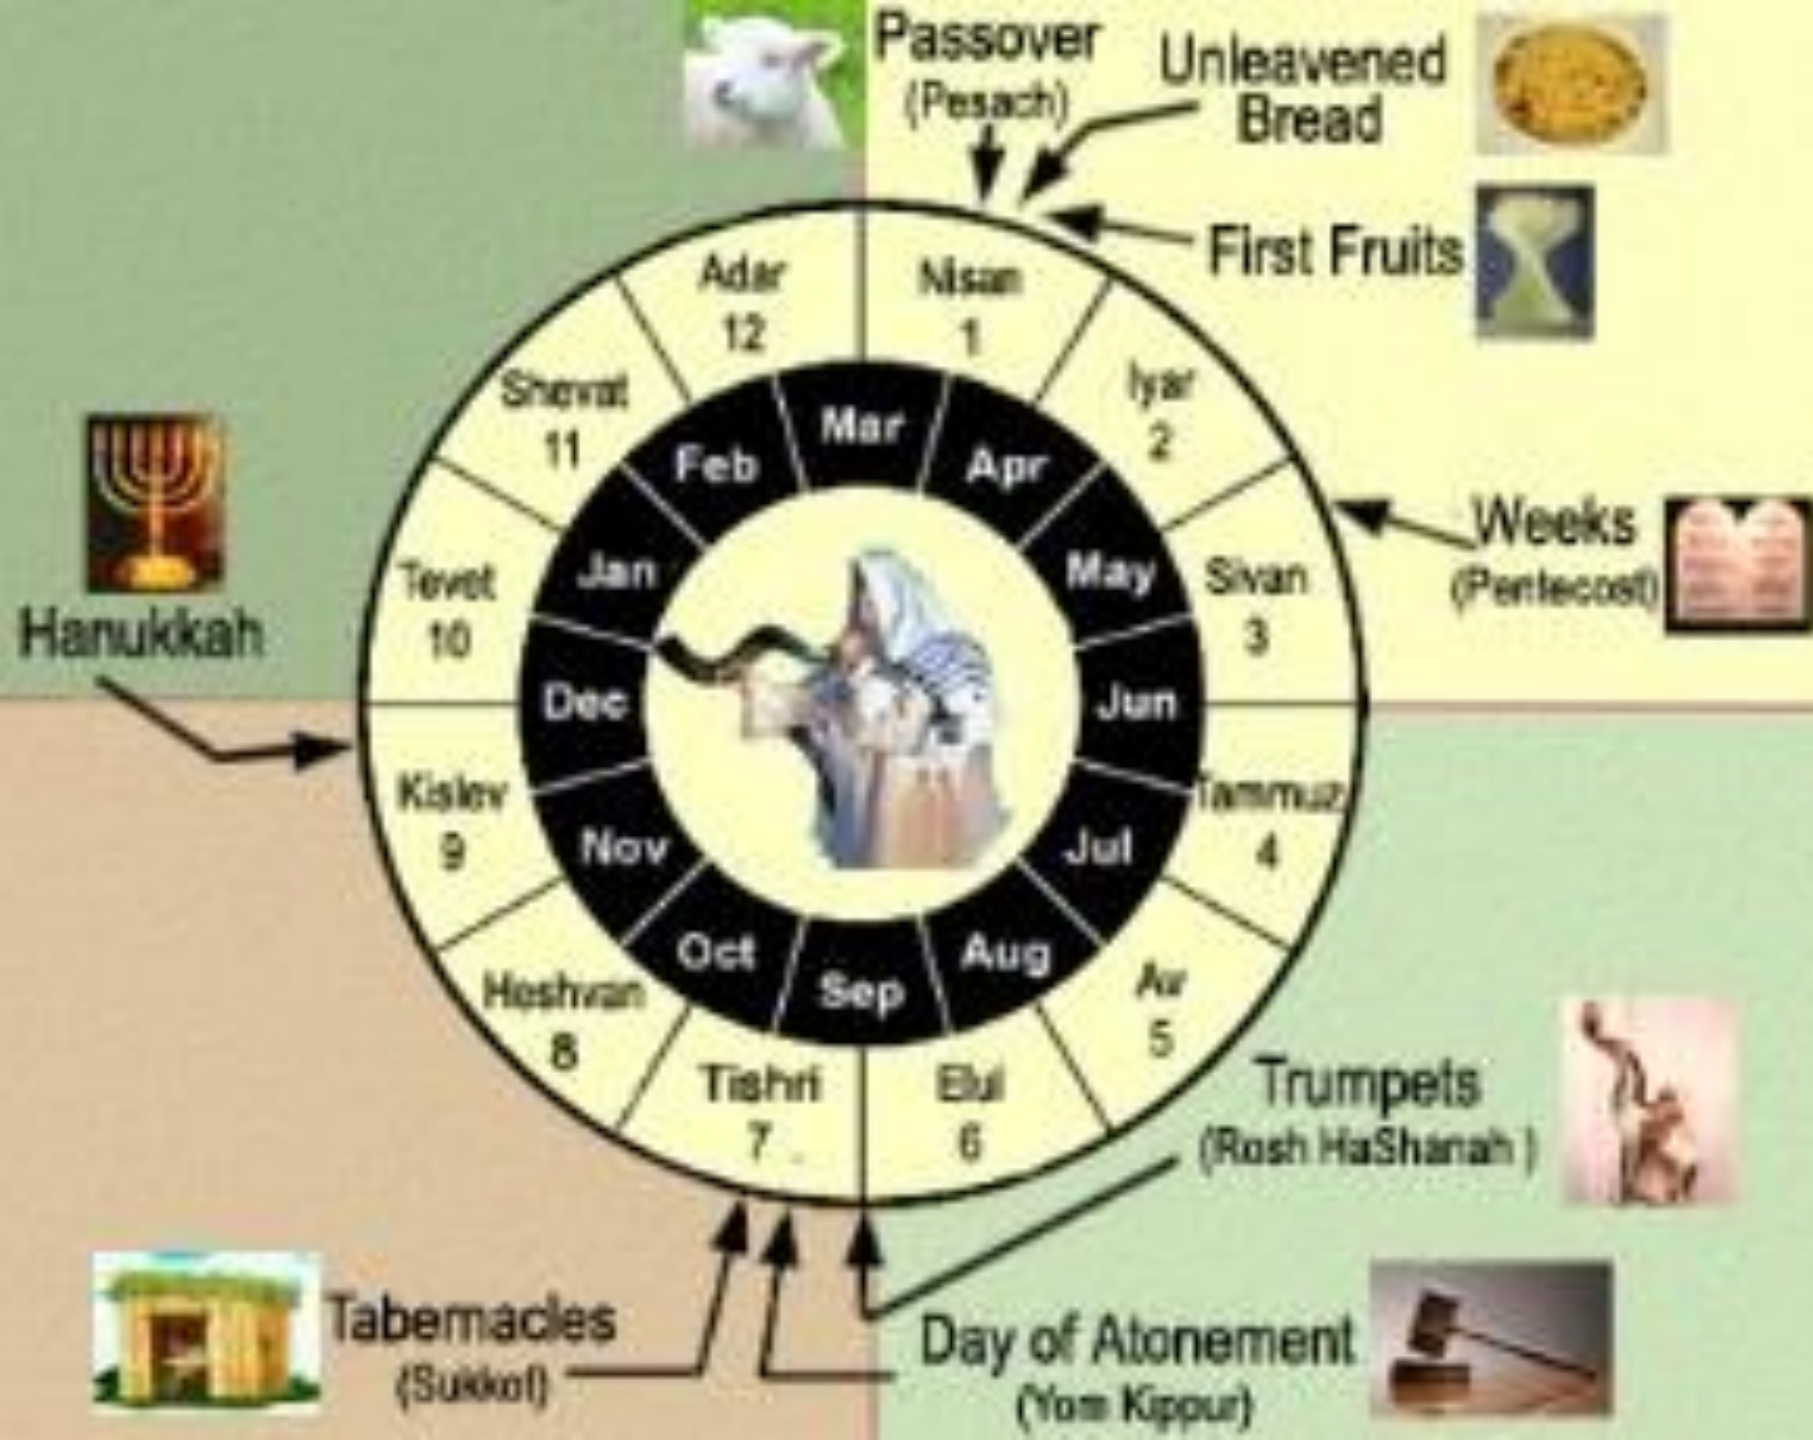 Passover
(Pesach)
Unleavened
Bread
First Fruits
Weeks
(Pentecost)
Hanukkah
Trumpets
(Rosh HaShanah )
Day of Atonement
(Yom Kippur)
Tabernacles
(Sukkot)
Nisan
1
Iyar
2
Sivan
3
Tammuz
4
Av
5
Elul
6
Tishri
7
Heshvan
8
Kislev
9
Tevet
10
Shevat
11
Adar
12
Mar
Apr
May
Jun
Jul
Aug
Sep
Oct
Nov
Dec
Jan
Feb